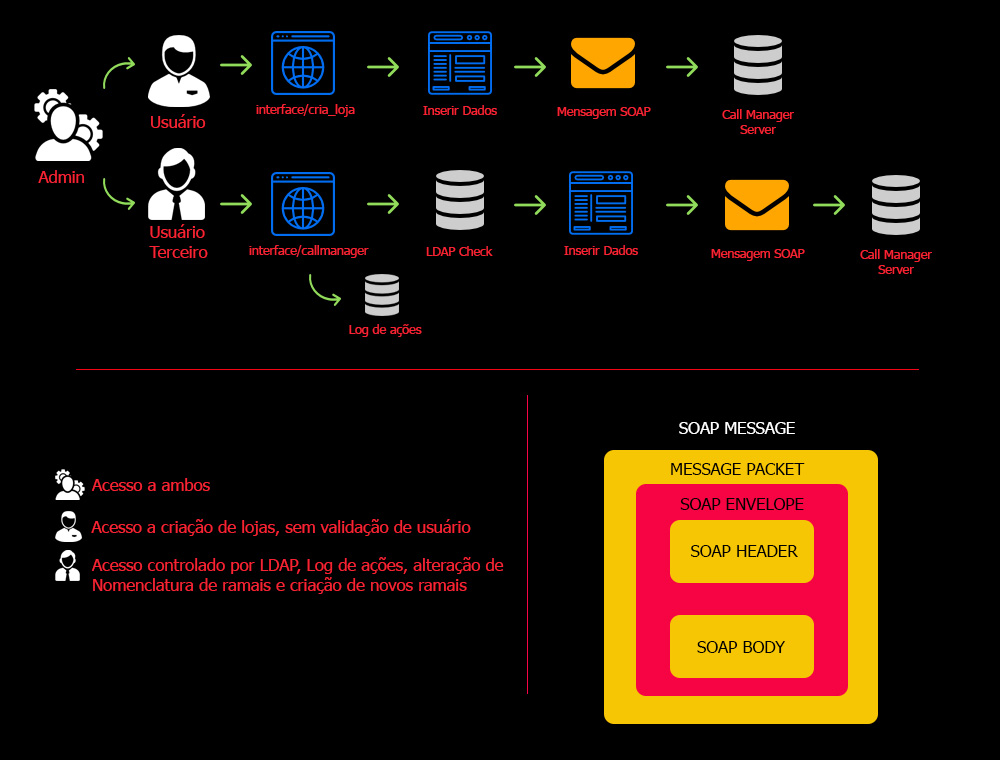 Admin
Usuário
interface/cria_loja
Inserir Dados
Mensagem SOAP
Call Manager
Server
Usuário
Terceiro
interface/callmanager
LDAP Check
Inserir Dados
Mensagem SOAP
Call Manager
Server
Log de ações
Acesso a ambos
Acesso a criação de lojas, sem validação de usuário
Acesso controlado por LDAP, Log de ações, alteração de
Nomenclatura de ramais e criação de novos ramais
SOAP MESSAGE
MESSAGE PACKET
SOAP ENVELOPE
SOAP HEADER
SOAP BODY